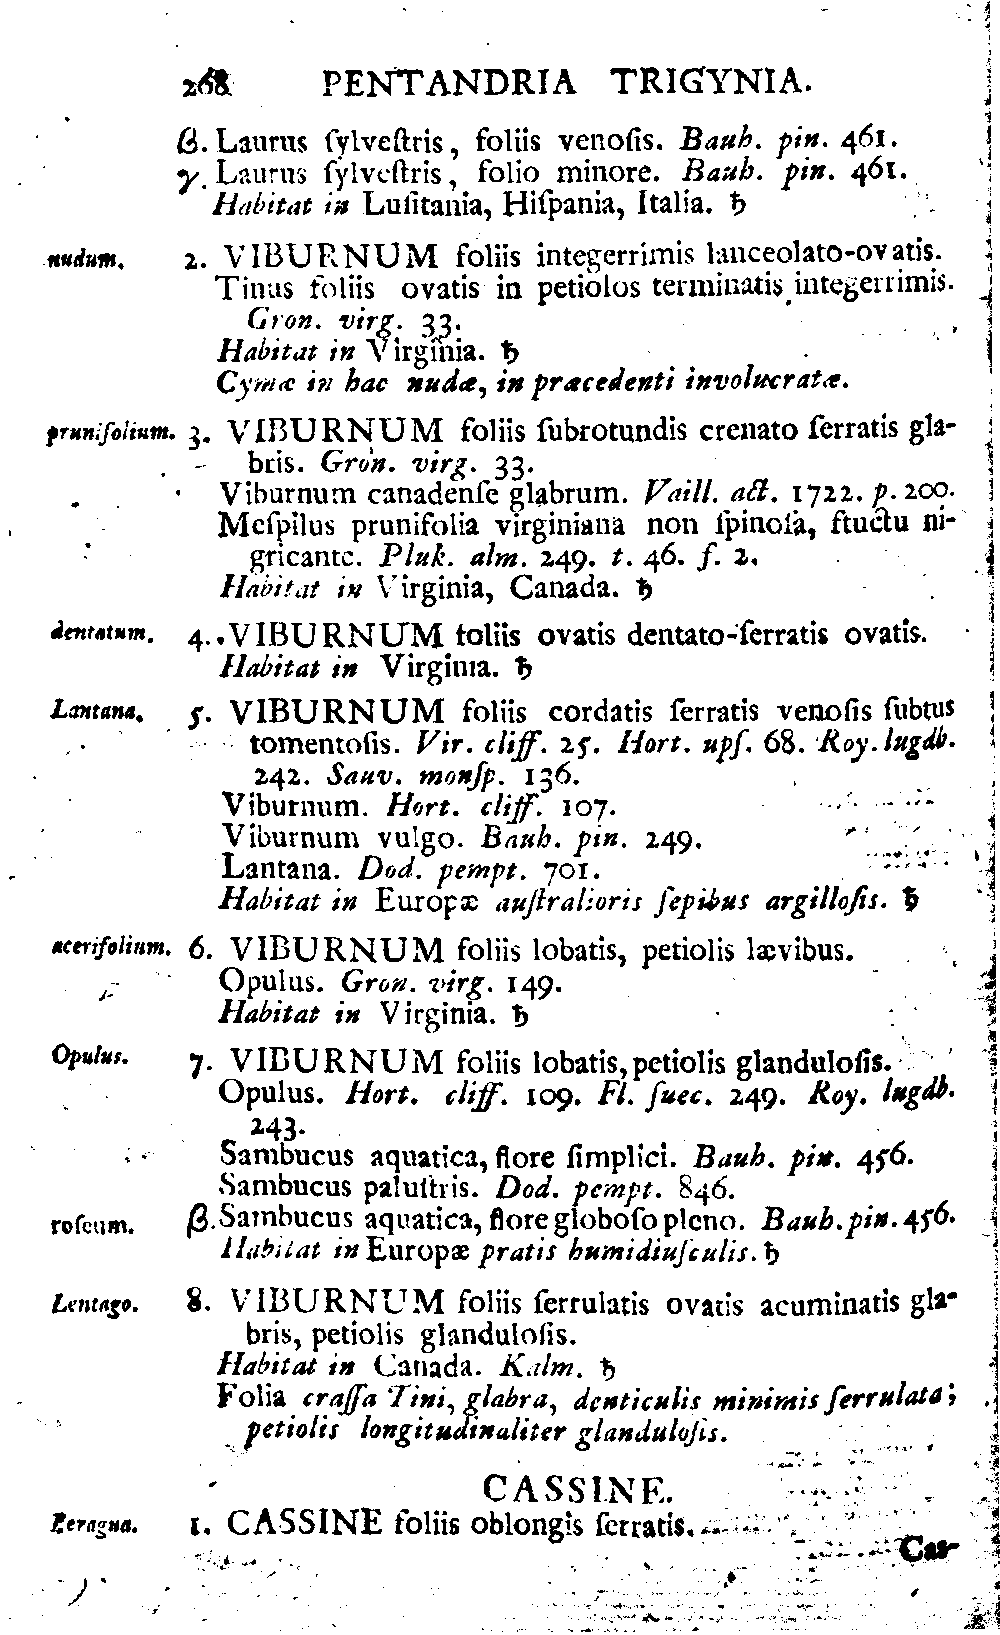 268 PENTANDRIA TRIGYNIA.
β. Laurus ſylveſtris, foliis venoſis. Bauh. pin. 461.
γ. Laurus ſylveſtris, folio minore. Bauh. pin. 461.
Habitat in Luſitania, Hiſpania, Italia. ♄
nudum. 2. VIBURNUM foliis integerrimis lanceolato-ovatis.
Tinus foliis ovatis in petiolos terminatis integerrimis.
Gron. virg. 33.
Habitat in Virginia. ♄
Cymæ in hac nudæ, in præcedenti involucratæ.
prunifolium. 3. VIBURNUM foliis ſubrotundis crenato ſerratis gla-
bris. Gron. virg. 33.
Viburnum canadenſe glabrum. Vaill. act. 1722. p. 200.
Meſpilus prunifolia virginiana non ſpinoſa, fructu ni-
gricante. Pluk. alm. 249. t. 46. f. 2.
Habitat in Virginia, Canada. ♄
dentatum. 4. VIBURNUM foliis ovatis dentato-ſerratis ovatis.
Habitat in Virginia. ♄
Lantana. 5. VIBURNUM foliis cordatis ſerratis venoſis ſubtus
tomentoſis. Vir. cliff. 25. Hort. upſ. 68. Roy. lugdb.
242. Sauv. monſp. 136.
Viburnum. Hort. cliff. 107.
Viburnum vulgo. Bauh. pin. 249.
Lantana. Dod. pempt. 701.
Habitat in Europæ auſtralioris ſepibus argilloſis. ♄
acerifolium. 6. VIBURNUM foliis lobatis, petiolis lævibus.
Opulus. Gron. virg. 149.
Habitat in Virginia. ♄
Opulus. 7. VIBURNUM foliis lobatis, petiolis glanduloſis.
Opulus. Hort. cliff. 109. Fl. ſuec. 249. Roy. lugdb.
243.
Sambucus aquatica, flore ſimplici. Bauh. pin. 456.
Sambucus paluſtris. Dod. pempt. 846.
roſeum. β. Sambucus aquatica, flore globoſo pleno. Bauh. pin. 456.
Habitat in Europæ pratis humidiuſculis. ♄
Lentago. 8. VIBURNUM foliis ſerrulatis ovatis acuminatis gla-
bris, petiolis glanduloſis.
Habitat in Canada. Kalm. ♄
Folia craſſa Tini, glabra, denticulis minimis ſerrulata;
petiolis longitudinaliter glanduloſis.
CASSINE.
Peragua. 1. CASSINE foliis oblongis ſerratis.
Cas-